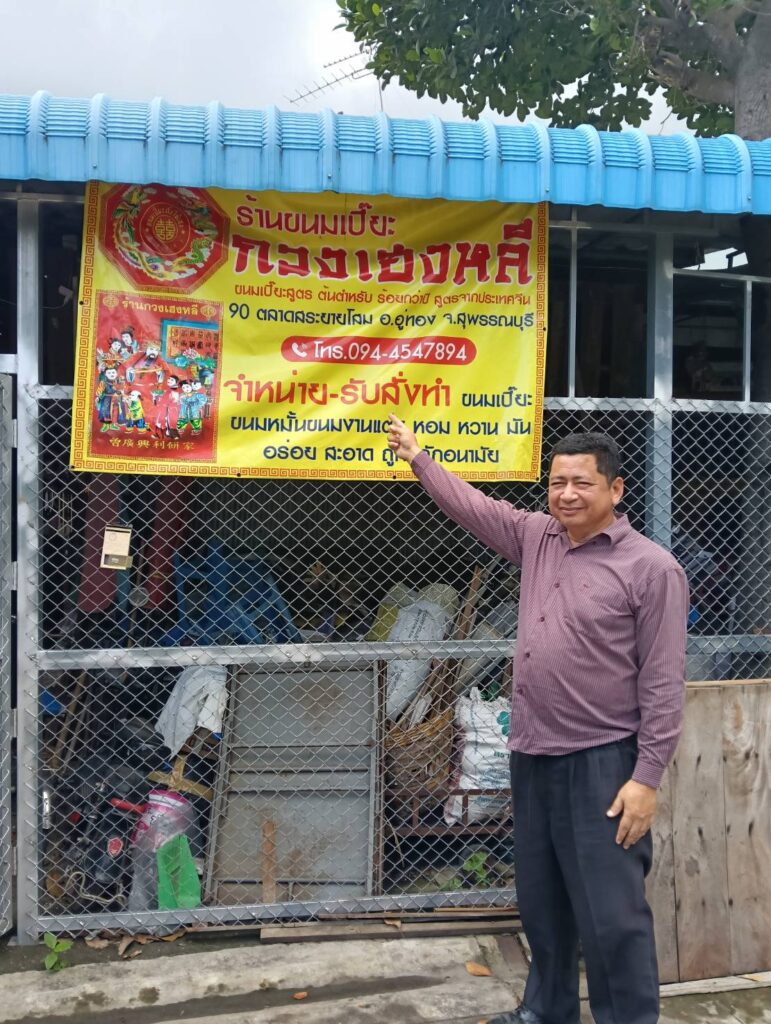 ร้านขนมเปี๊ยะ
กวงเฮงหลี
ขนมเปี๊ยะสูตร ต้นตำหรับ ร้อยกว่าปี สูตรจากประเทศจีน
90 ตลาดสระยายโสม อ.อู่ทอง จ.สุพรรณบุรี
โทร.094-4547894
จำหน่าย-รับสั่งทำ ขนมเปี๊ยะ
ขนมหมั้นขนมงานแต่ง หอม หวาน มัน
อร่อย สะอาด ถูก
อนามัย
ร้านกวงเฮงหลี
曾廣興利餅家